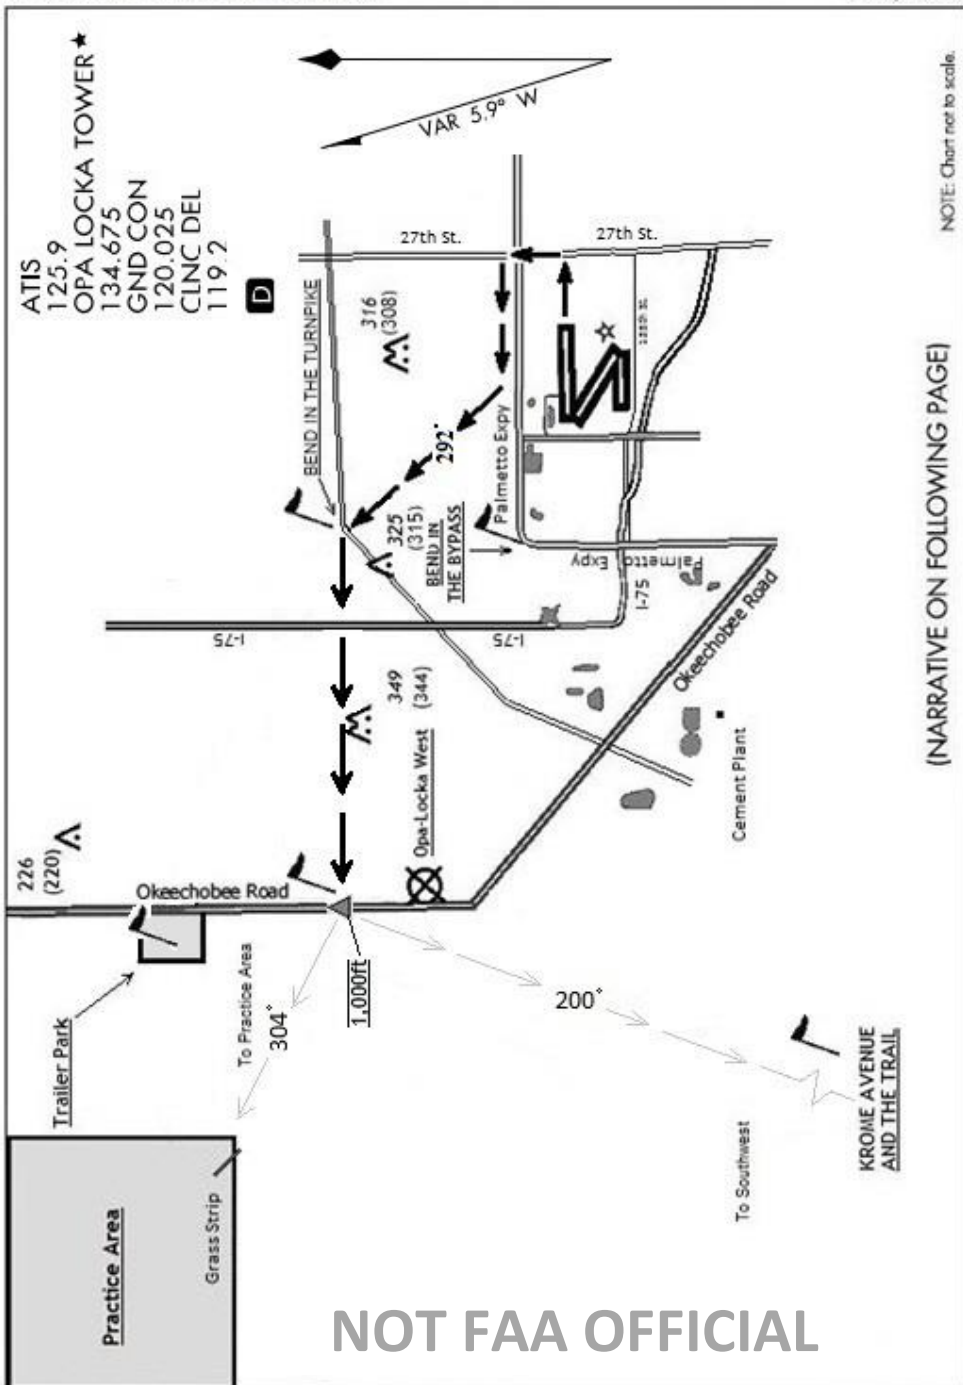 ATIS
125.9
OPA LOCKA TOWER★
134.675
GND CON
120.025
CLNC DEL
119.2
D
VAR 5.9° W
NOTE: Chart not to scale.
BEND IN THE TURNPIKE
316
(308)
27th St.
27th St.
292°
325
(315)
BEND IN
THE BYPASS
Palmetto Expy
Palmetto
Expy
I-75
I-75
I-75
349
(344)
Okeechobee Road
Opa-Locka West
Cement Plant
226
(220)
Okeechobee Road
Trailer Park
To Practice Area
304°
1,000ft
200°
KROME AVENUE
AND THE TRAIL
To Southwest
Practice Area
Grass Strip
(NARRATIVE ON FOLLOWING PAGE)
NOT FAA OFFICIAL